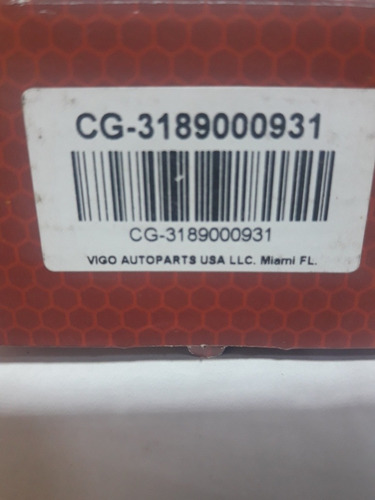 CG-3189000931
CG-3189000931
VIGO AUTOPARTS USA LLC. Miami FL.